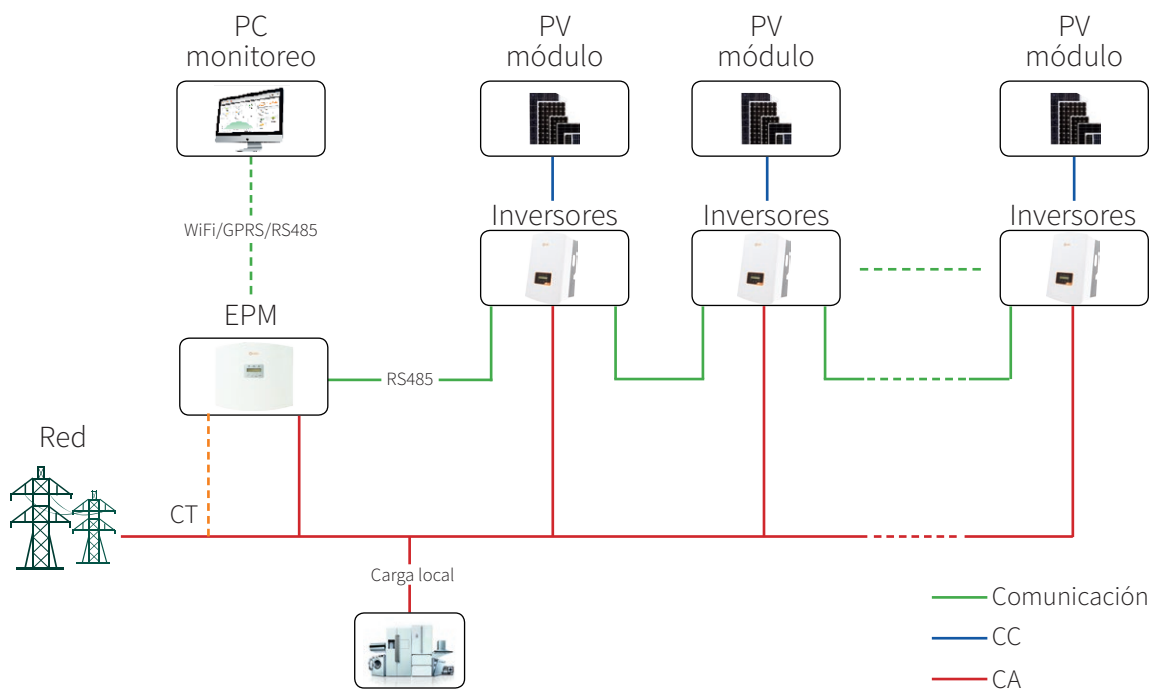 PC
monitoreo
PV
módulo
PV
módulo
PV
módulo
WiFi/GPRS/RS485
Inversores
Inversores
Inversores
EPM
RS485
Red
CT
Carga local
Comunicación
CC
CA